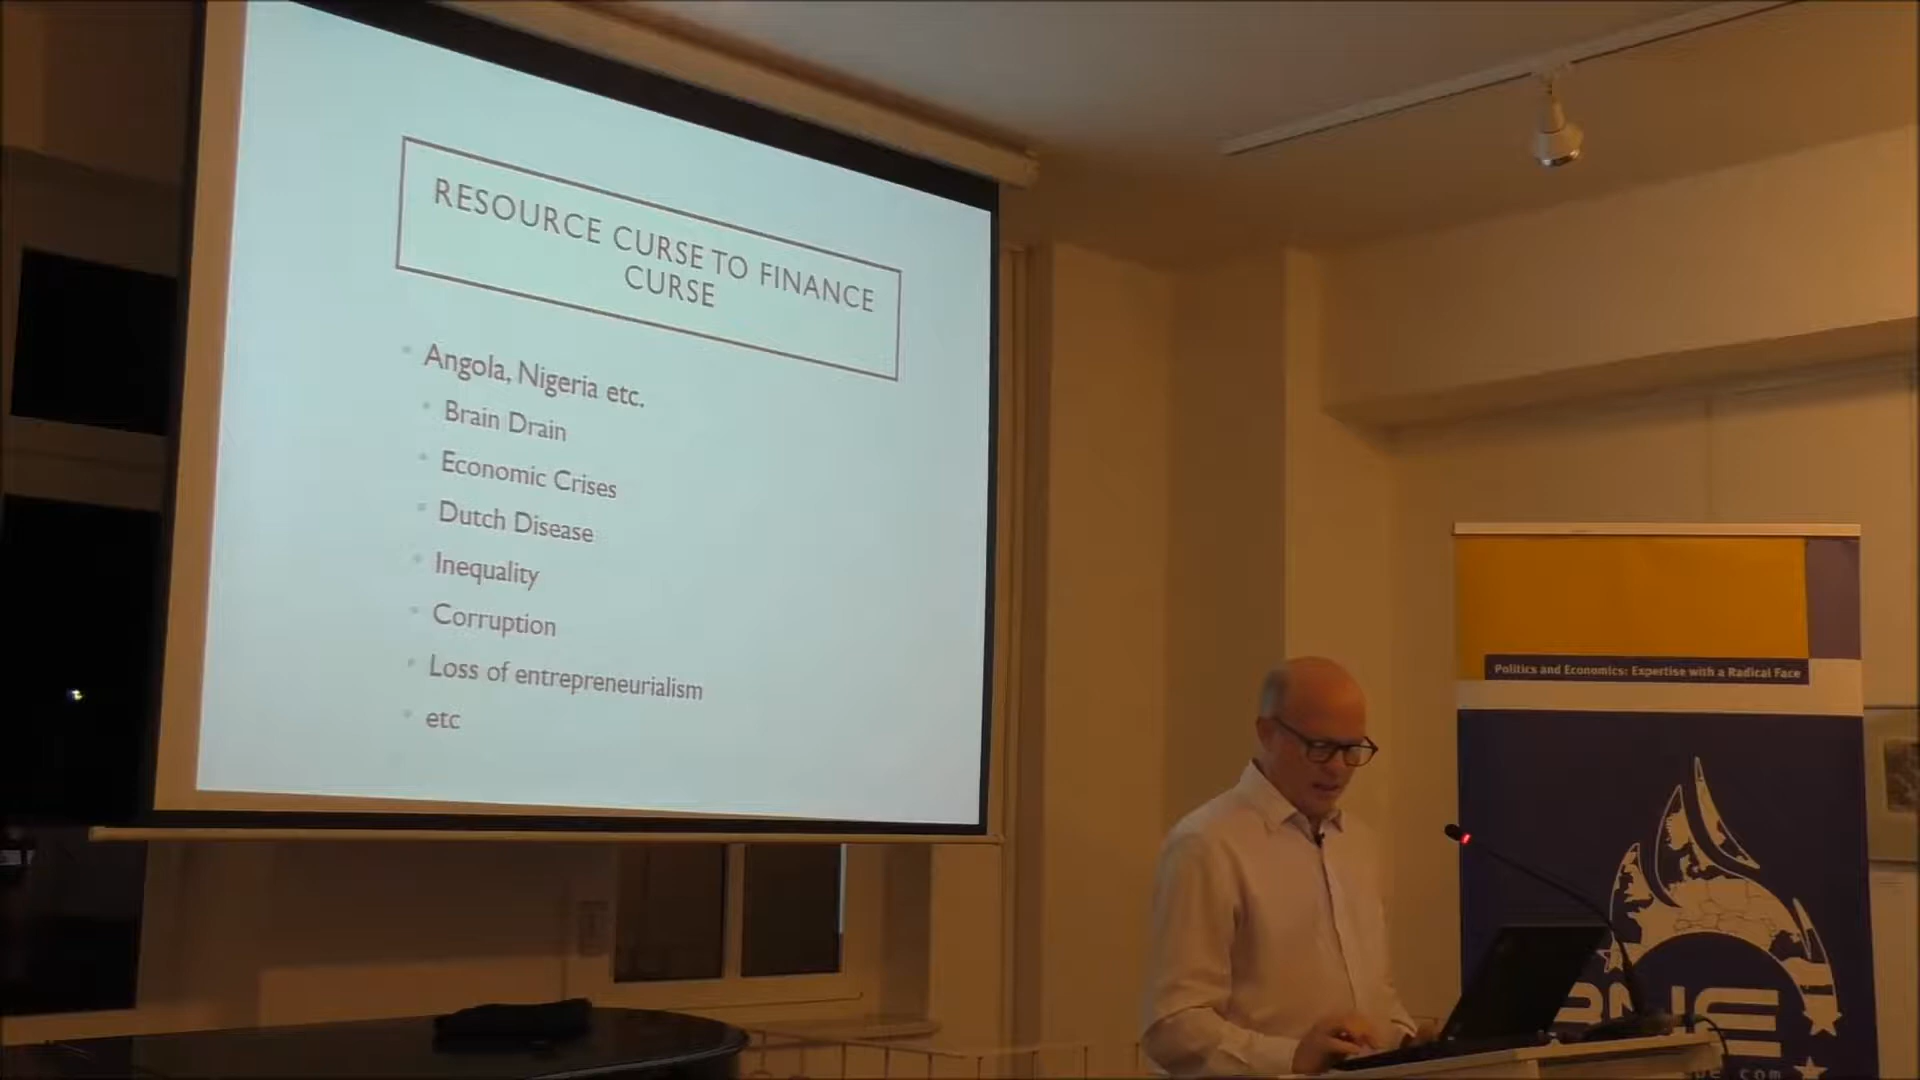 RESOURCE CURSE TO FINANCE
CURSE
Angola, Nigeria etc.
Brain Drain
Economic Crises
Dutch Disease
Inequality
Corruption
Loss of entrepreneurialism
etc
Politics and Economics: Expertise with a Radical Face